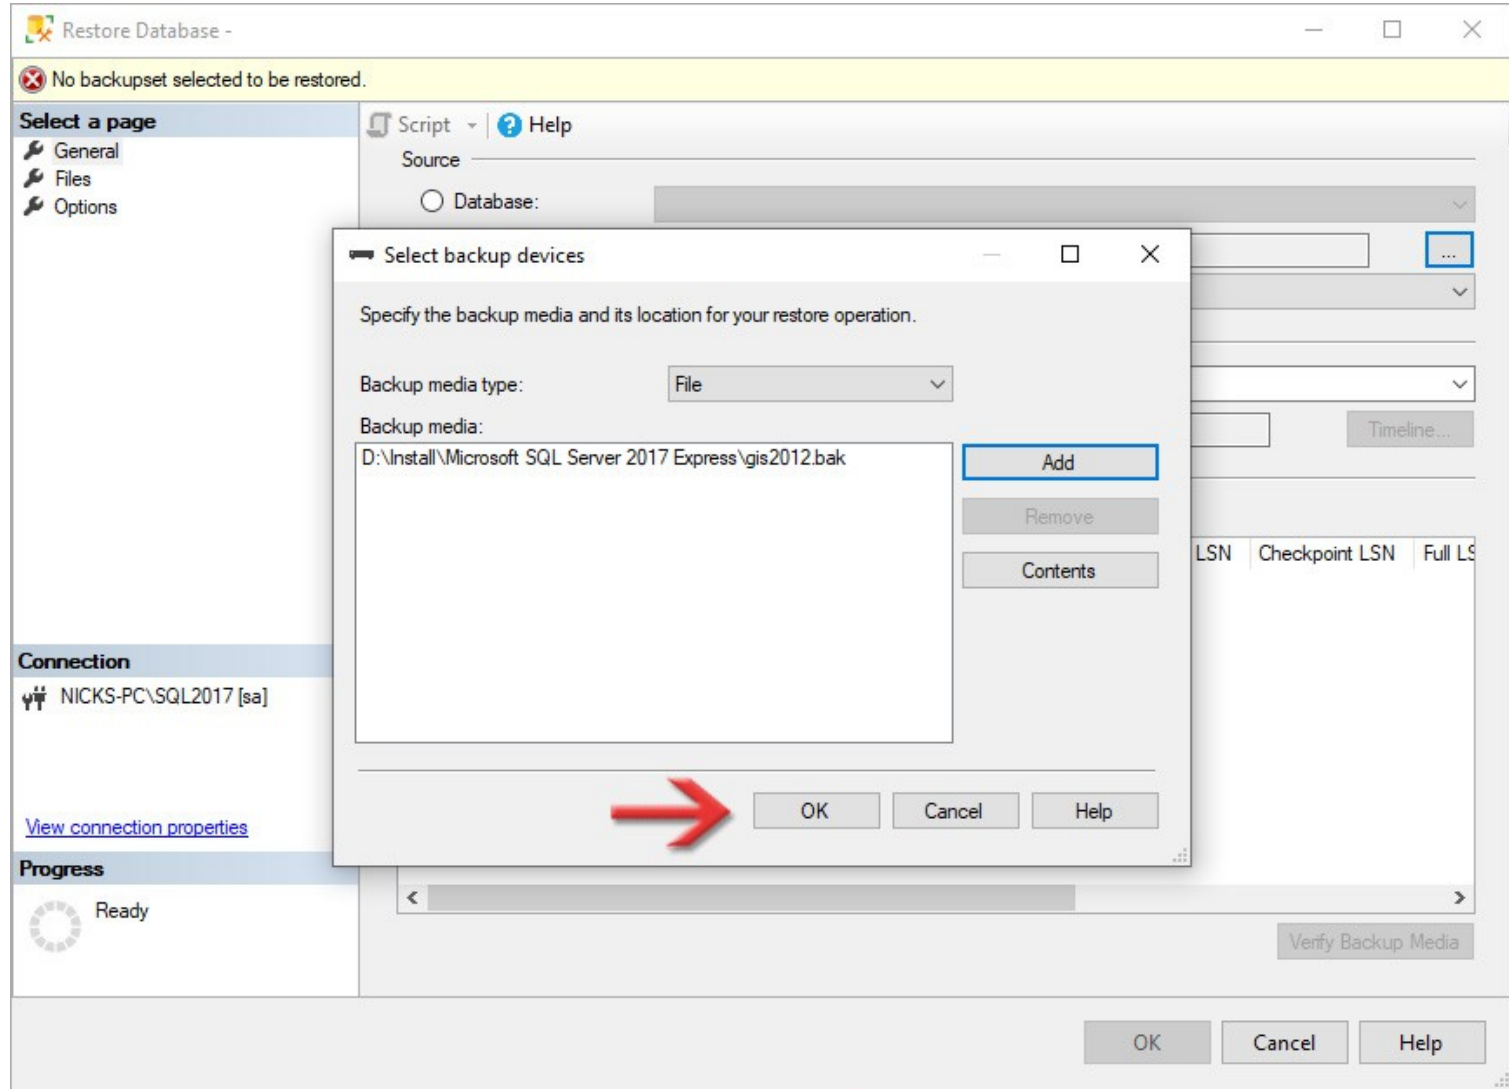 Restore Database -
No backupset selected to be restored.
Select a page
General
Files
Options
Script
Help
Source
Database:
...
Select backup devices
Specify the backup media and its location for your restore operation.
Backup media type:
File
Backup media:
D:\Install\Microsoft SQL Server 2017 Express\gis2012.bak
Add
Remove
Contents
OK
Cancel
Help
Timeline...
LSN
Checkpoint LSN
Full LS
Connection
NICKS-PC\SQL2017 [sa]
View connection properties
Progress
Ready
Verify Backup Media
OK
Cancel
Help